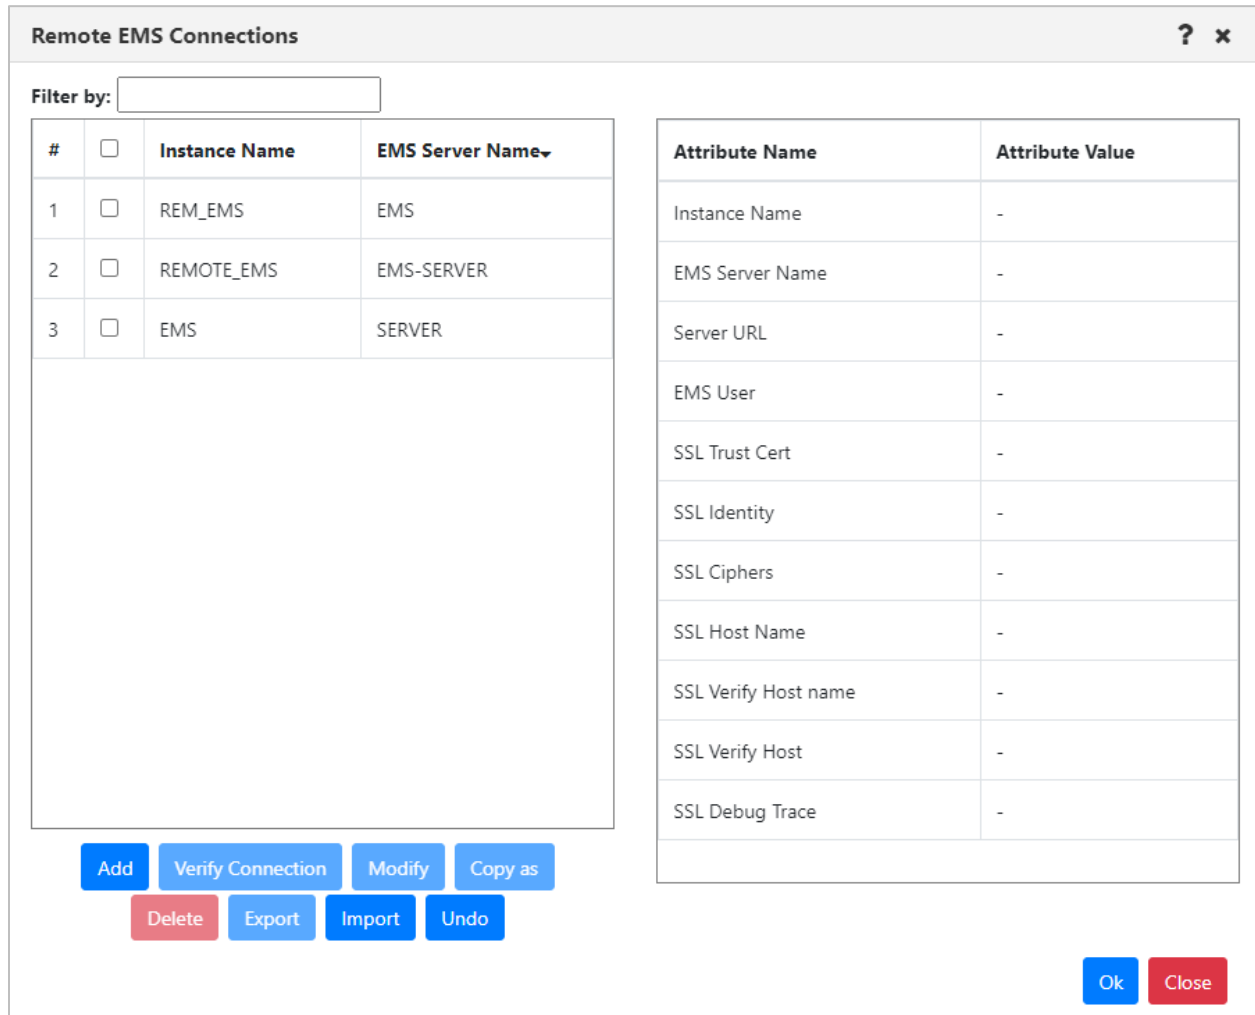 Remote EMS Connections ? ×
Filter by:
# Instance Name EMS Server Name
1 REM_EMS EMS
2 REMOTE_EMS EMS-SERVER
3 EMS SERVER
Attribute Name Attribute Value
Instance Name -
EMS Server Name -
Server URL -
EMS User -
SSL Trust Cert -
SSL Identity -
SSL Ciphers -
SSL Host Name -
SSL Verify Host name -
SSL Verify Host -
SSL Debug Trace -
Add Verify Connection Modify Copy as
Delete Export Import Undo
Ok Close